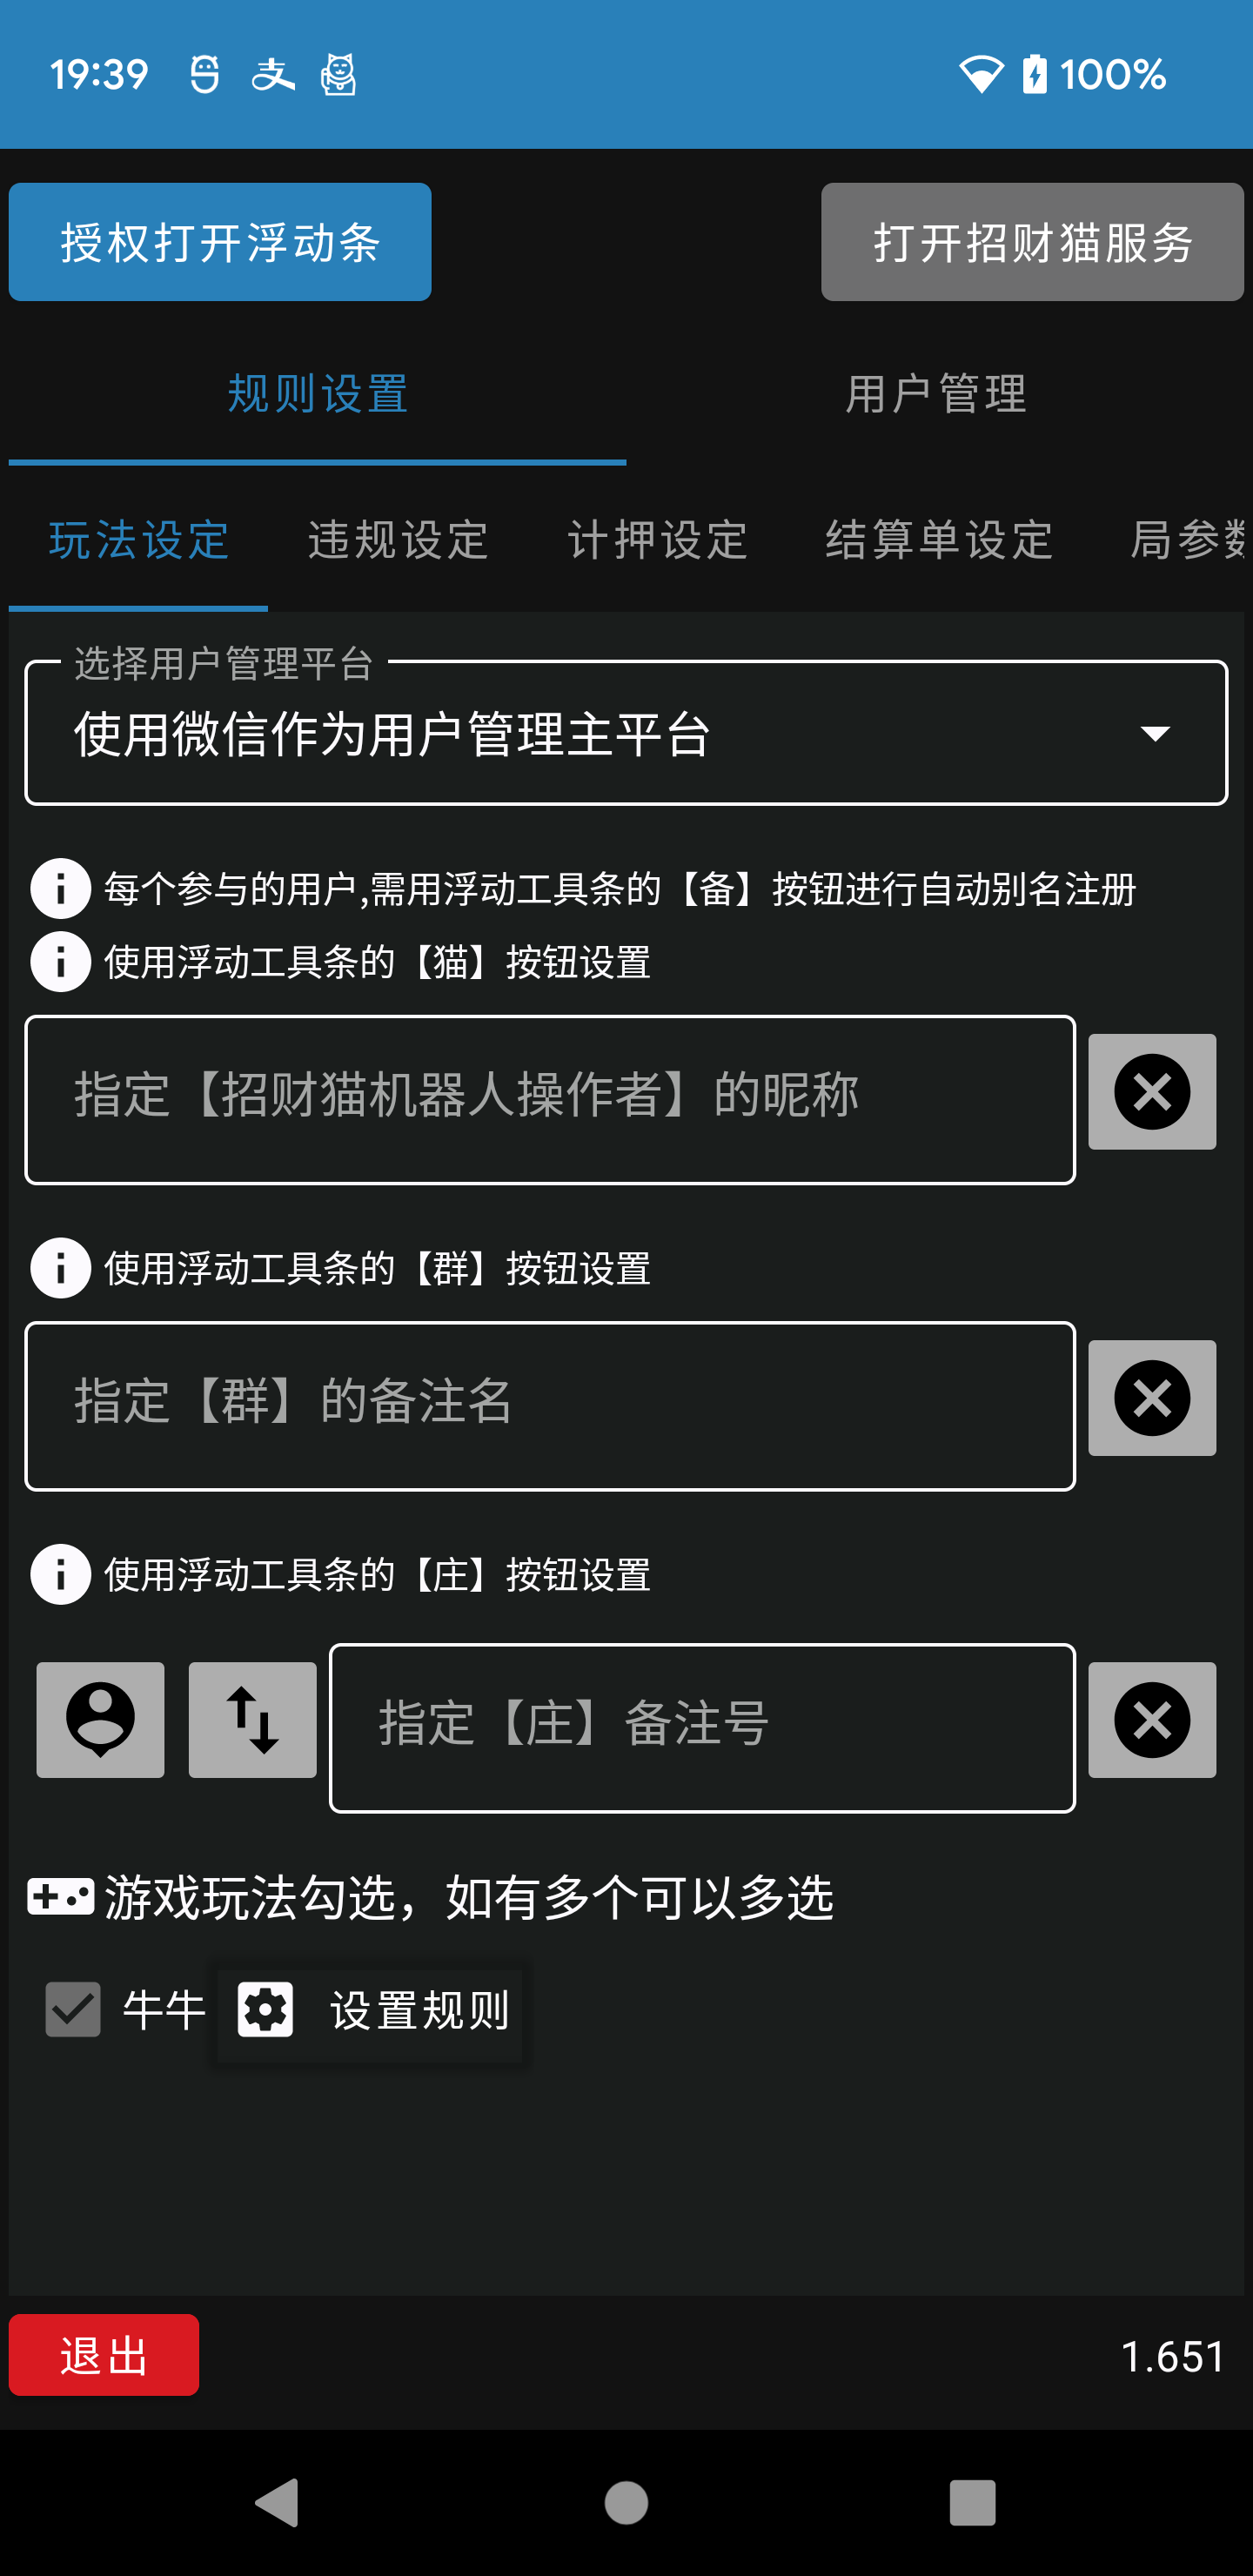 19:39 100%
授权打开浮动条 打开招财猫服务
规则设置 用户管理
玩法设定 违规设定 计押设定 结算单设定 局参
选择用户管理平台
使用微信作为用户管理主平台
每个参与的用户,需用浮动工具条的【备】按钮进行自动别名注册
使用浮动工具条的【猫】按钮设置
指定【招财猫机器人操作者】的昵称
使用浮动工具条的【群】按钮设置
指定【群】的备注名
使用浮动工具条的【庄】按钮设置
指定【庄】备注号
游戏玩法勾选，如有多个可以多选
牛牛 设置规则
退出 1.651